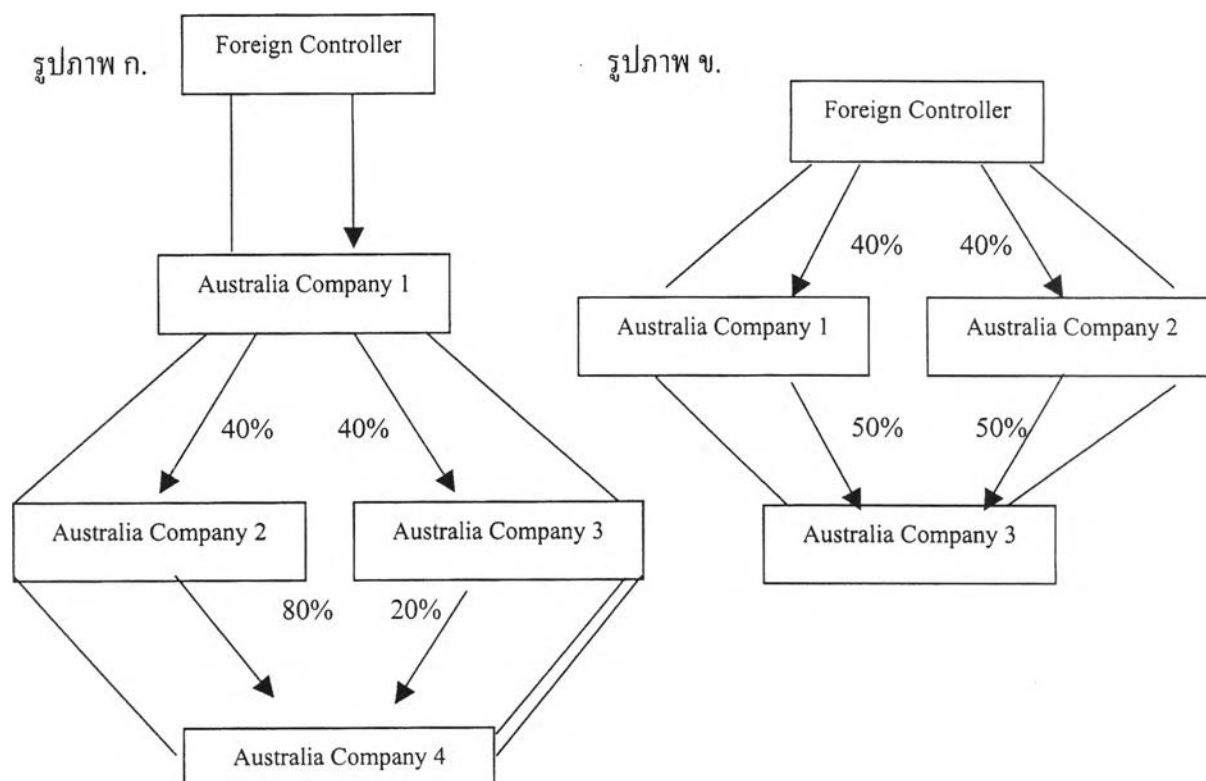 รูปภาพ ก.
Foreign Controller
Australia Company 1
40%
40%
Australia Company 2
Australia Company 3
80%
20%
Australia Company 4
รูปภาพ ข.
Foreign Controller
40%
40%
Australia Company 1
Australia Company 2
50%
50%
Australia Company 3